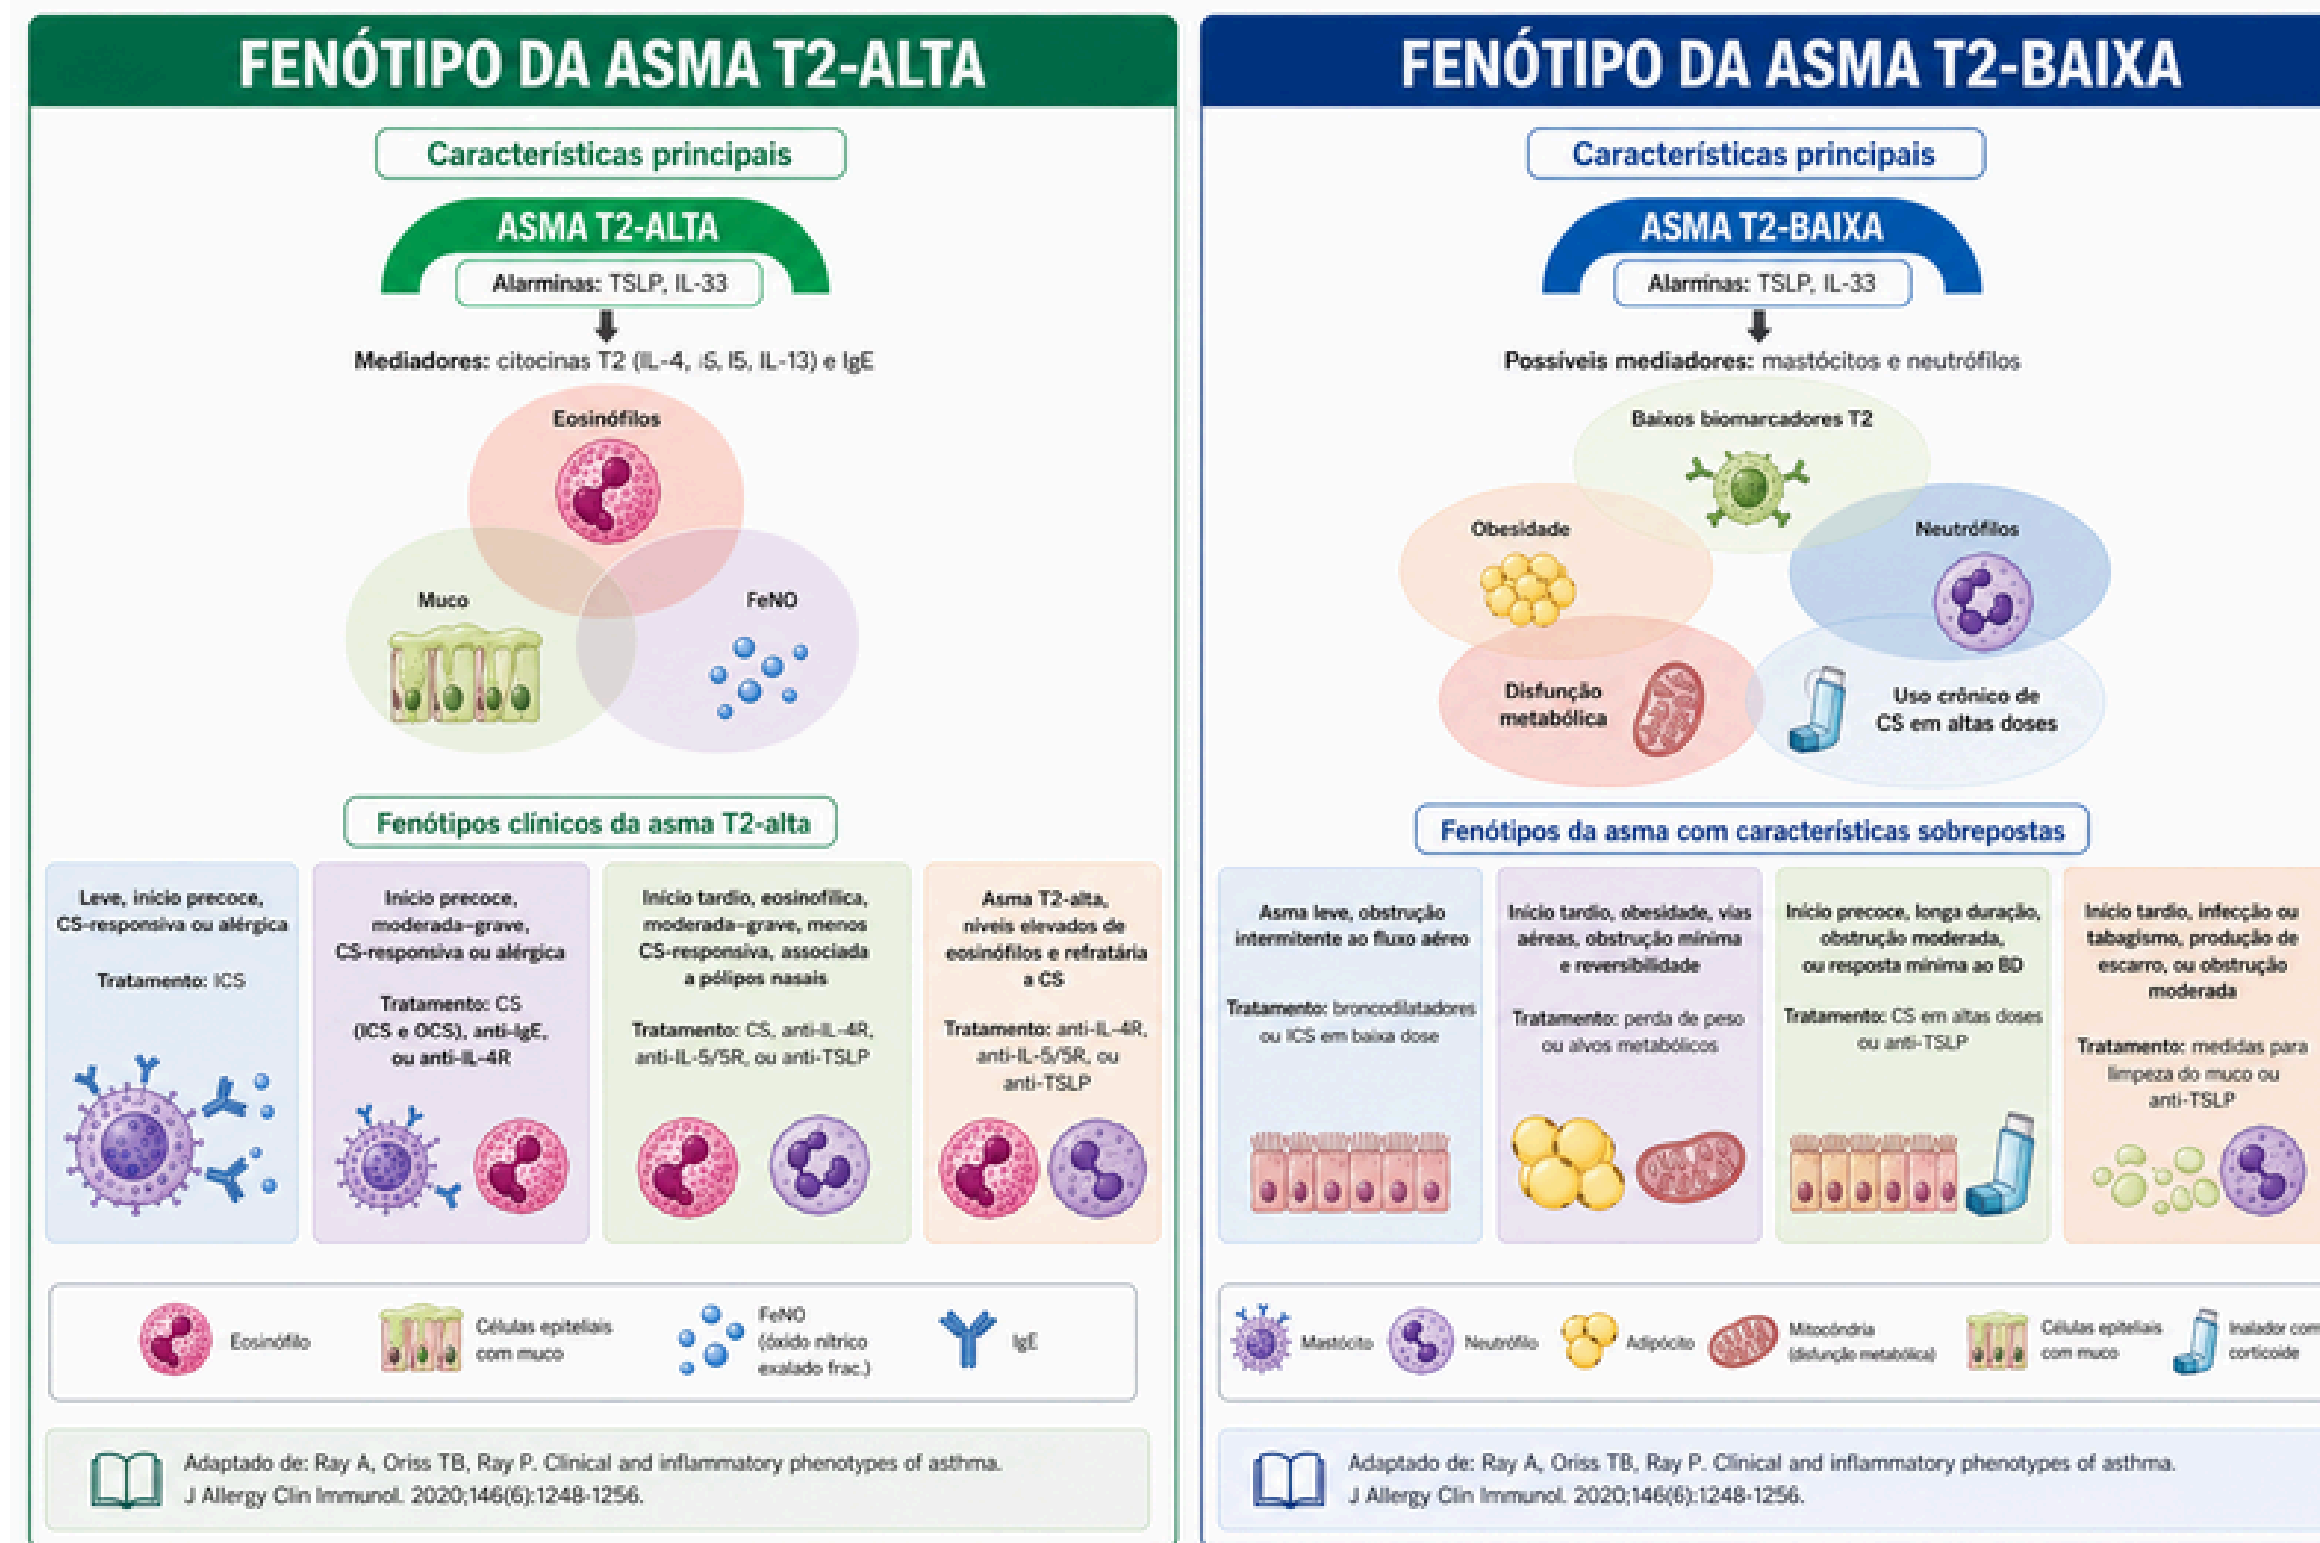 FENÓTIPO DA ASMA T2-ALTA
Características principais
ASMA T2-ALTA
Alarminas: TSLP, IL-33
Mediadores: citocinas T2 (IL-4, i5, I5, IL-13) e IgE
Eosinófilos
Muco
FeNO
Fenótipos clínicos da asma T2-alta
Leve, início precoce,
CS-responsiva ou alérgica
Tratamento: ICS
Início precoce,
moderada–grave,
CS-responsiva ou alérgica
Tratamento: CS
(ICS e OCS), anti-IgE,
ou anti-IL-4R
Início tardio, eosinofílica,
moderada–grave, menos
CS-responsiva, associada
a pólipos nasais
Tratamento: CS, anti-IL-4R,
anti-IL-5/5R, ou anti-TSLP
Asma T2-alta,
níveis elevados de
eosinófilos e refratária
a CS
Tratamento: anti-IL-4R,
anti-IL-5/5R, ou
anti-TSLP
Eosinófilo
Células epiteliais
com muco
FeNO
(óxido nítrico
exalado frac.)
IgE
Adaptado de: Ray A, Oriss TB, Ray P. Clinical and inflammatory phenotypes of asthma.
J Allergy Clin Immunol. 2020;146(6):1248-1256.
FENÓTIPO DA ASMA T2-BAIXA
Características principais
ASMA T2-BAIXA
Alarminas: TSLP, IL-33
Possíveis mediadores: mastócitos e neutrófilos
Baixos biomarcadores T2
Obesidade
Neutrófilos
Disfunção
metabólica
Uso crônico de
CS em altas doses
Fenótipos da asma com características sobrepostas
Asma leve, obstrução
intermitente ao fluxo aéreo
Tratamento: broncodilatadores
ou ICS em baixa dose
Início tardio, obesidade, vias
aéreas, obstrução mínima
e reversibilidade
Tratamento: perda de peso
ou alvos metabólicos
Início precoce, longa duração,
obstrução moderada,
ou resposta mínima ao BD
Tratamento: CS em altas doses
ou anti-TSLP
Início tardio, infecção ou
tabagismo, produção de
escarro, ou obstrução
moderada
Tratamento: medidas para
limpeza do muco ou
anti-TSLP
Mastócito
Neutrófilo
Adipócito
Mitocôndria
(disfunção metabólica)
Células epiteliais
com muco
Inalador com
corticoide
Adaptado de: Ray A, Oriss TB, Ray P. Clinical and inflammatory phenotypes of asthma.
J Allergy Clin Immunol. 2020;146(6):1248-1256.